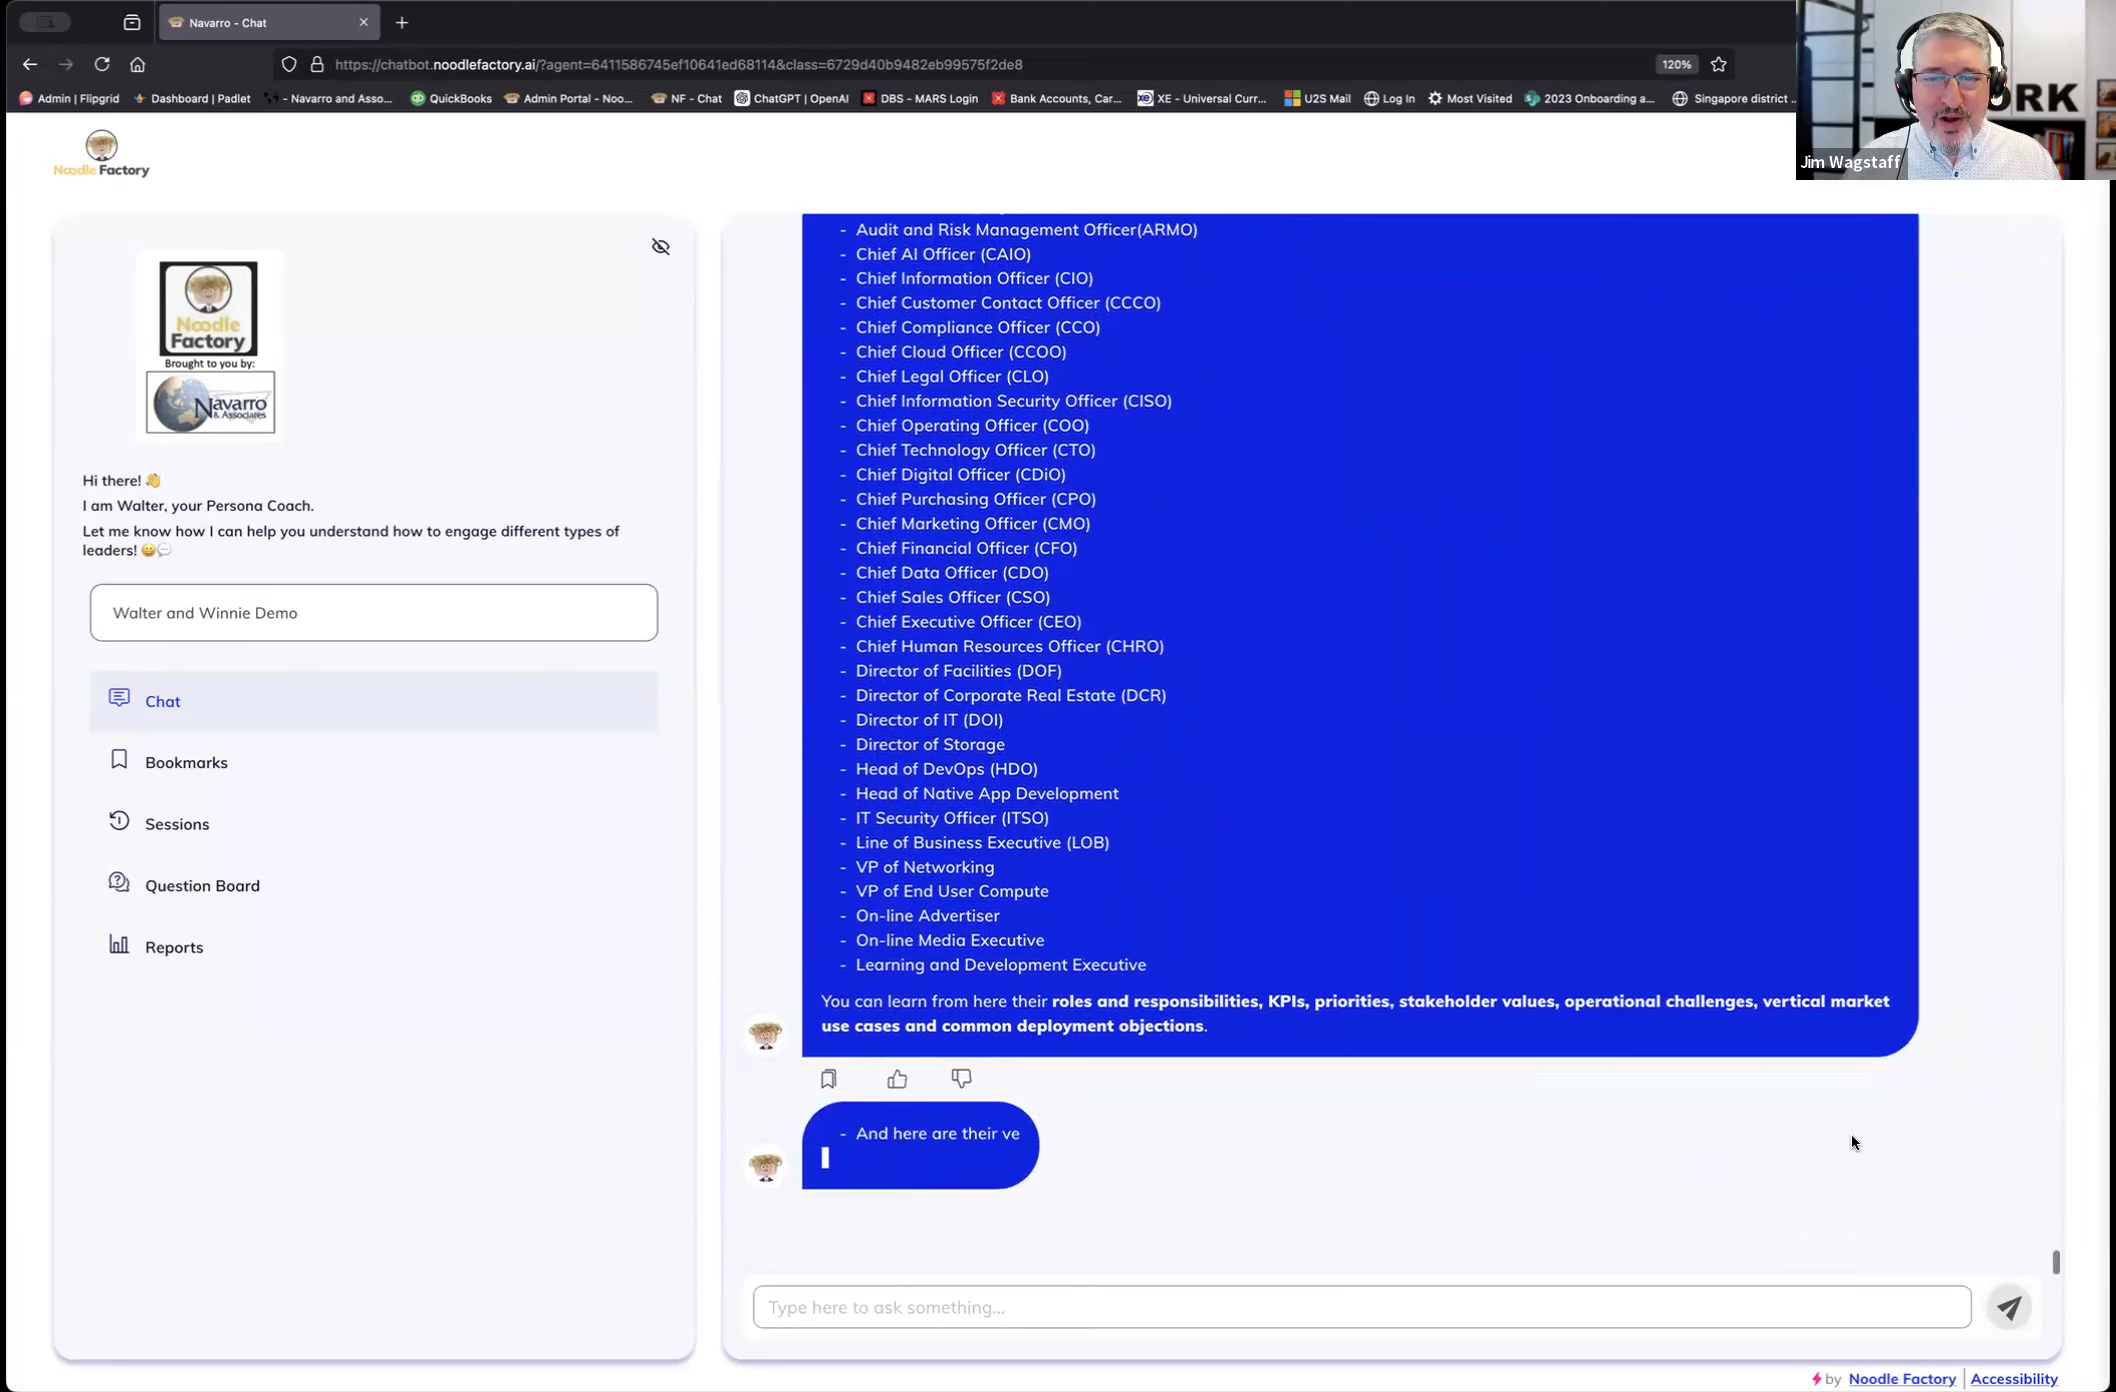 Navarro - Chat
https://chatbot.noodlefactory.ai/?agent=6411586745ef10641ed68114&class=6729d40b9482eb99575f2de8
120%
Admin | Flipgrid
Dashboard | Padlet
- Navarro and Asso...
QuickBooks
Admin Portal - Noo...
NF - Chat
ChatGPT | OpenAI
DBS - MARS Login
Bank Accounts, Car...
XE - Universal Curr...
U2S Mail
Log In
Most Visited
2023 Onboarding a...
Singapore district ...
ORK
Jim Wagstaff
Noodle Factory
Noodle
Factory
Brought to you by:
Navarro
& Associates
Hi there! 👋
I am Walter, your Persona Coach.
Let me know how I can help you understand how to engage different types of
leaders! 😀💬
Walter and Winnie Demo
Chat
Bookmarks
Sessions
Question Board
Reports
- Audit and Risk Management Officer(ARMO)
- Chief AI Officer (CAIO)
- Chief Information Officer (CIO)
- Chief Customer Contact Officer (CCCO)
- Chief Compliance Officer (CCO)
- Chief Cloud Officer (CCOO)
- Chief Legal Officer (CLO)
- Chief Information Security Officer (CISO)
- Chief Operating Officer (COO)
- Chief Technology Officer (CTO)
- Chief Digital Officer (CDiO)
- Chief Purchasing Officer (CPO)
- Chief Marketing Officer (CMO)
- Chief Financial Officer (CFO)
- Chief Data Officer (CDO)
- Chief Sales Officer (CSO)
- Chief Executive Officer (CEO)
- Chief Human Resources Officer (CHRO)
- Director of Facilities (DOF)
- Director of Corporate Real Estate (DCR)
- Director of IT (DOI)
- Director of Storage
- Head of DevOps (HDO)
- Head of Native App Development
- IT Security Officer (ITSO)
- Line of Business Executive (LOB)
- VP of Networking
- VP of End User Compute
- On-line Advertiser
- On-line Media Executive
- Learning and Development Executive
You can learn from here their roles and responsibilities, KPIs, priorities, stakeholder values, operational challenges, vertical market
use cases and common deployment objections.
- And here are their ve
Type here to ask something...
by Noodle Factory | Accessibility